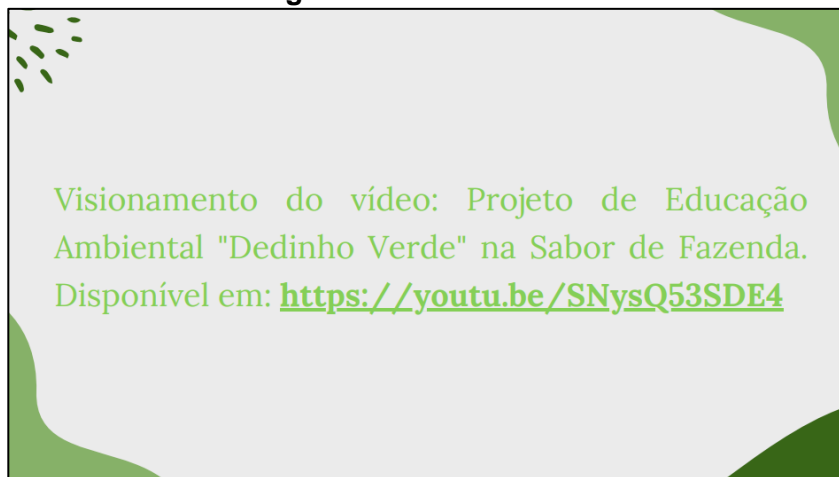 Visionamento do vídeo: Projeto de Educação
Ambiental "Dedinho Verde" na Sabor de Fazenda.
Disponível em: https://youtu.be/SNysQ53SDE4